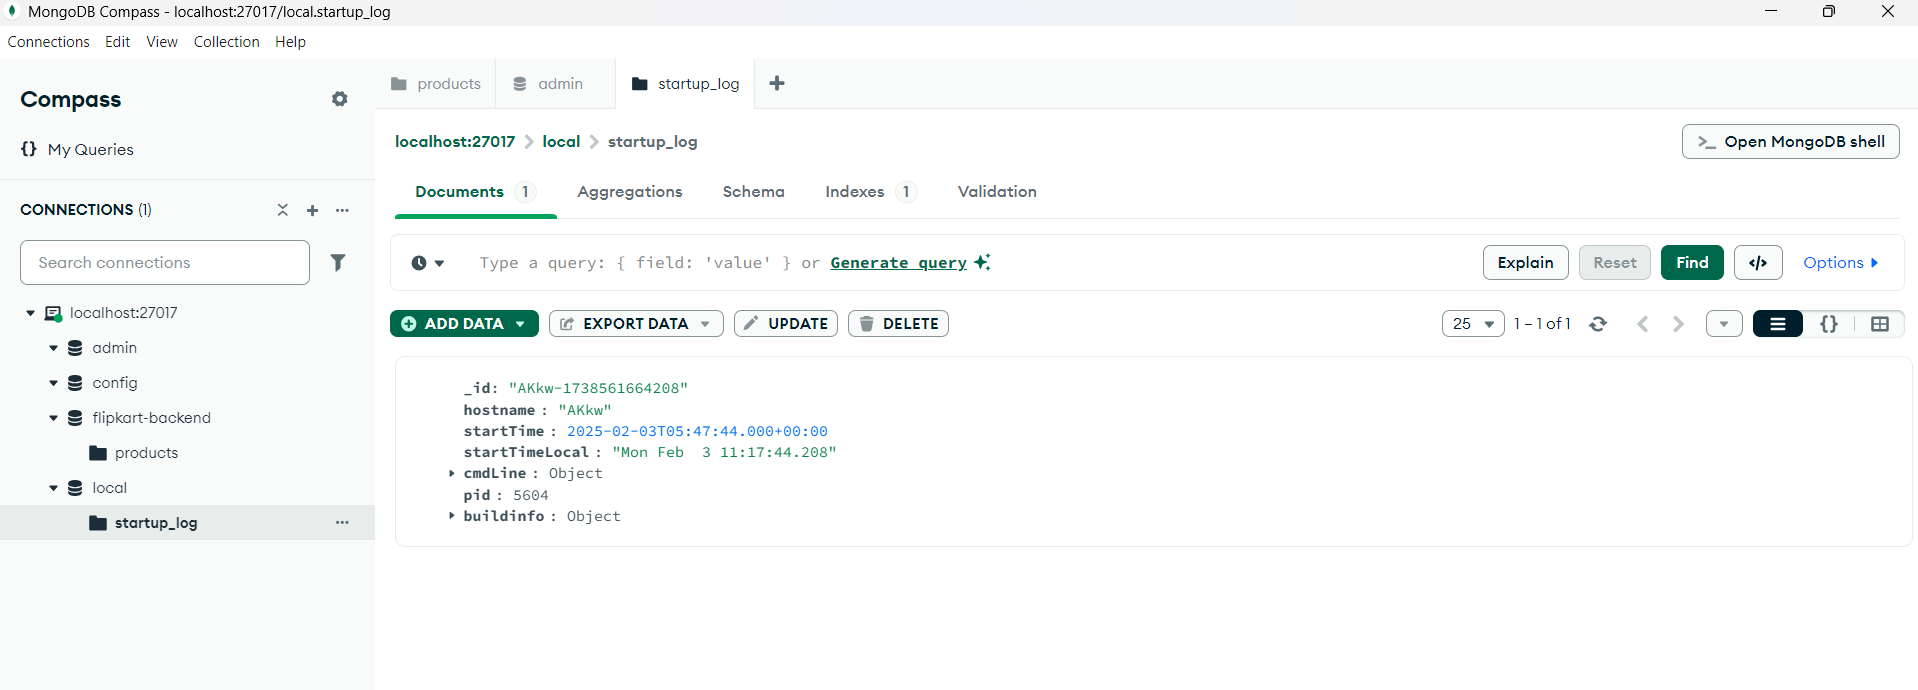 MongoDB Compass - localhost:27017/local.startup_log
Connections Edit View Collection Help
Compass
{} My Queries
CONNECTIONS (1)
Search connections
localhost:27017
admin
config
flipkart-backend
products
local
startup_log
products admin startup_log
localhost:27017 > local > startup_log
>_ Open MongoDB shell
Documents 1 Aggregations Schema Indexes 1 Validation
Type a query: { field: 'value' } or Generate query
Explain Reset Find </> Options
ADD DATA EXPORT DATA UPDATE DELETE
25 1 – 1 of 1 {}
_id: "AKkw-1738561664208"
hostname : "AKkw"
startTime : 2025-02-03T05:47:44.000+00:00
startTimeLocal : "Mon Feb  3 11:17:44.208"
cmdLine : Object
pid : 5604
buildinfo : Object